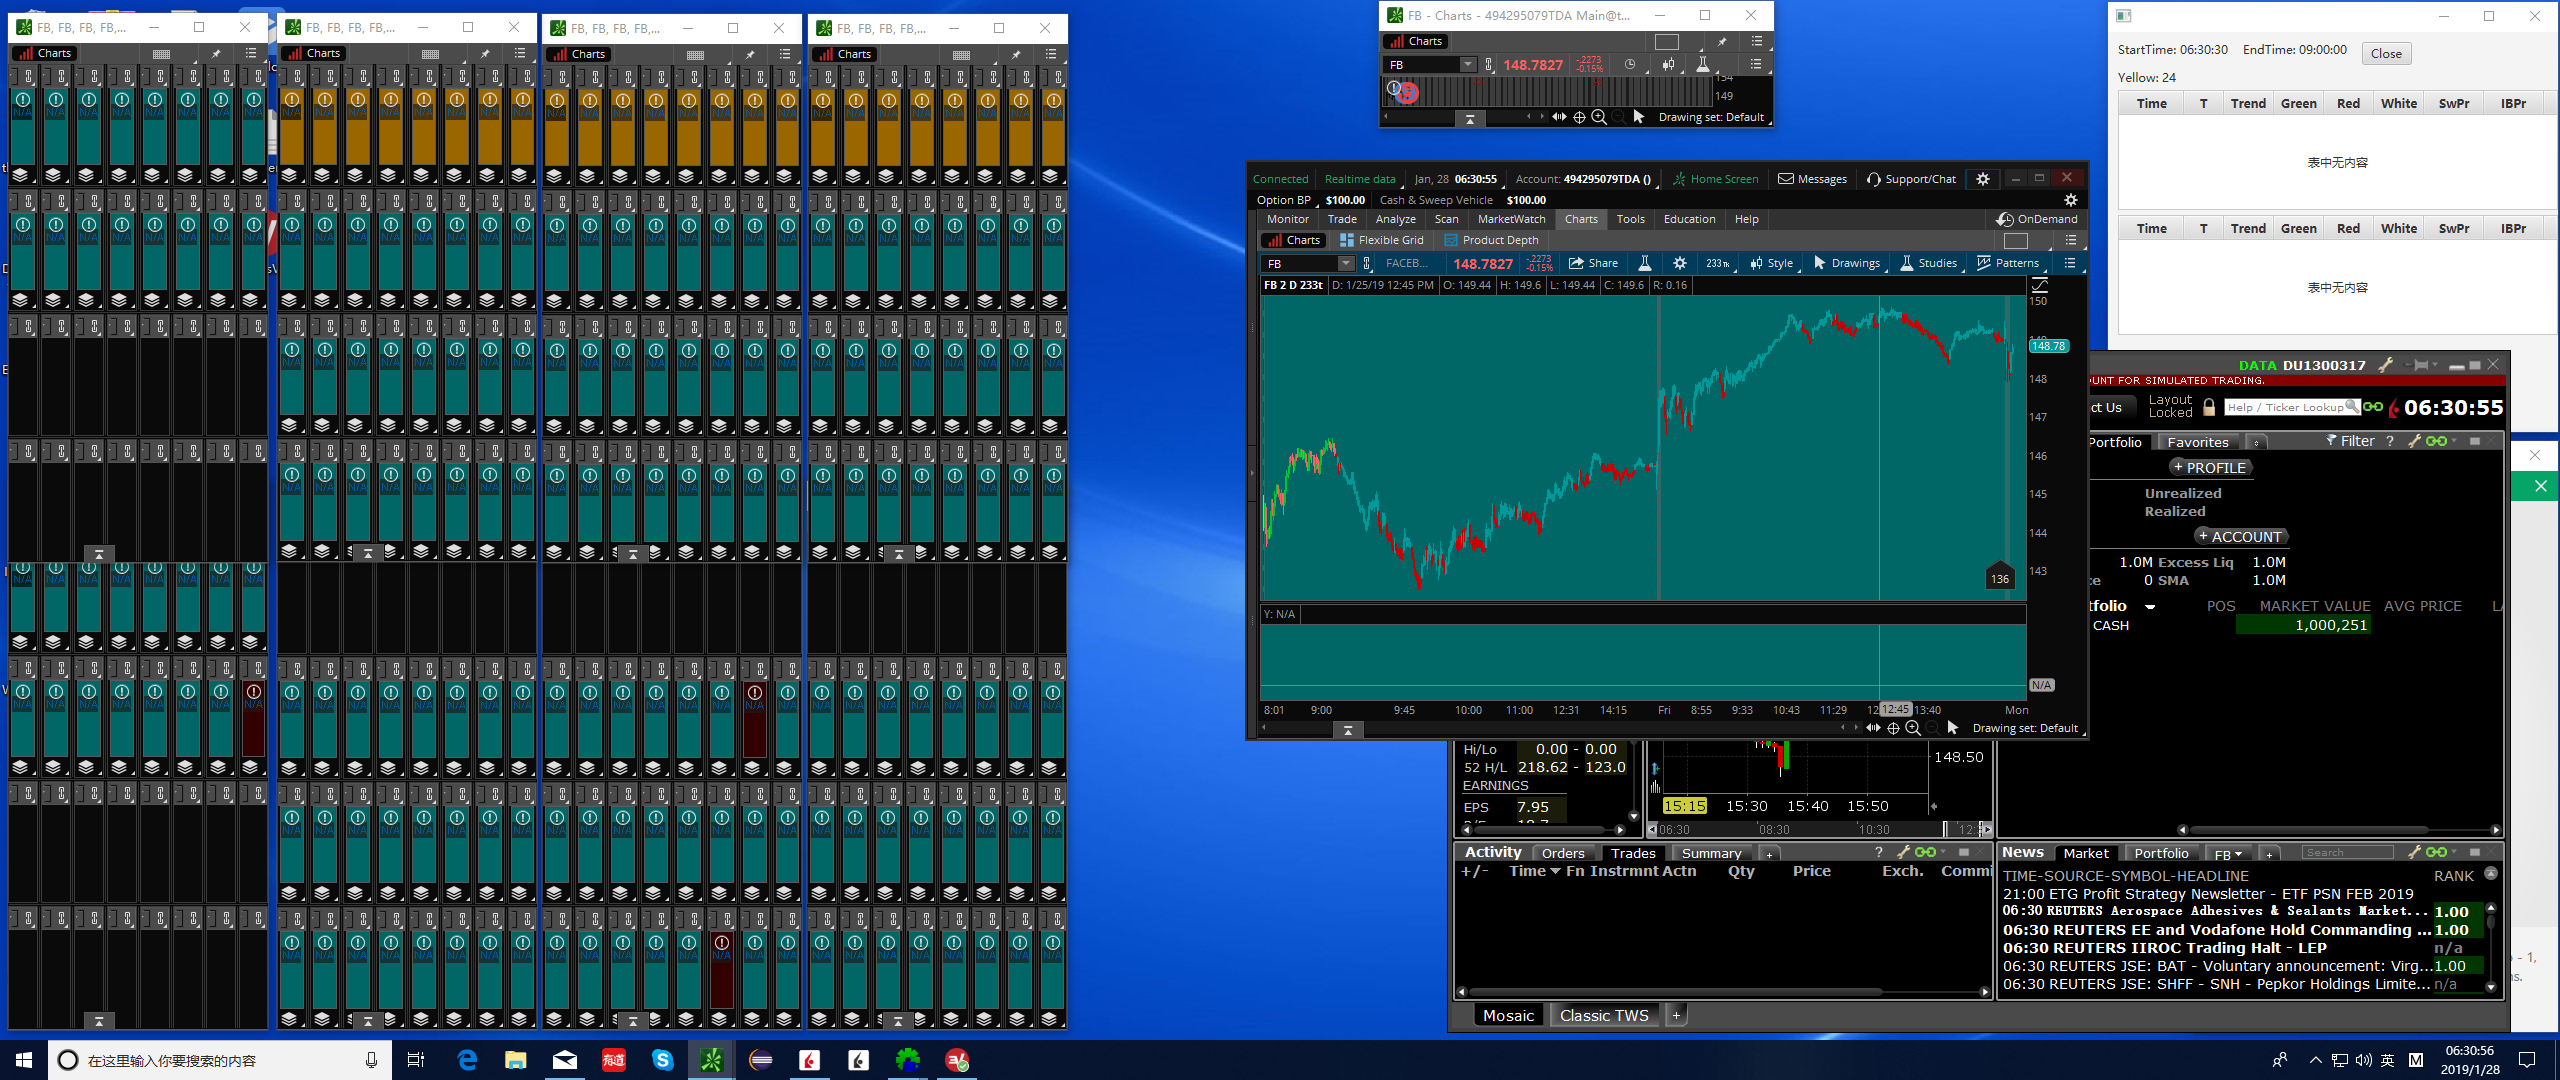 FB, FB, FB, FB,...
Charts
FB, FB, FB, FB,...
Charts
FB, FB, FB, FB,...
Charts
FB, FB, FB, FB,...
Charts
N/A
FB - Charts - 494295079TDA Main@t...
Charts
FB 148.7827 -.2273 -0.15%
154
149
Drawing set: Default
StartTime: 06:30:30 EndTime: 09:00:00 Close
Yellow: 24
Time T Trend Green Red White SwPr IBPr
表中无内容
Time T Trend Green Red White SwPr IBPr
表中无内容
Connected Realtime data Jan, 28 06:30:55 Account: 494295079TDA () Home Screen Messages Support/Chat
Option BP $100.00 Cash & Sweep Vehicle $100.00
Monitor Trade Analyze Scan MarketWatch Charts Tools Education Help OnDemand
Charts Flexible Grid Product Depth
FB FACEB... 148.7827 -.2273 -0.15% Share 233Tk Style Drawings Studies Patterns
FB 2 D 233t D: 1/25/19 12:45 PM O: 149.44 H: 149.6 L: 149.44 C: 149.6 R: 0.16
150
148.78
148
147
146
145
144
143
136
Y: N/A
N/A
8:01 9:00 9:45 10:00 11:00 12:31 14:15 Fri 8:55 9:33 10:43 11:29 12:45 13:40 Mon
Drawing set: Default
DATA DU1300317
OUNT FOR SIMULATED TRADING.
ct Us Layout Locked Help / Ticker Lookup 06:30:55
Portfolio Favorites Filter ?
+ PROFILE
Unrealized
Realized
+ ACCOUNT
1.0M Excess Liq 1.0M
ce 0 SMA 1.0M
tfolio POS MARKET VALUE AVG PRICE LA
CASH 1,000,251
Hi/Lo 0.00 - 0.00
52 H/L 218.62 - 123.0
EARNINGS
EPS 7.95
148.50
15:15 15:30 15:40 15:50
06:30 08:30 10:30 12:3
Activity Orders Trades Summary + ?
+/- Time Fn Instrmnt Actn Qty Price Exch. Commi
News Market Portfolio FB + Search
TIME-SOURCE-SYMBOL-HEADLINE RANK
21:00 ETG Profit Strategy Newsletter - ETF PSN FEB 2019
06:30 REUTERS Aerospace Adhesives & Sealants Market... 1.00
06:30 REUTERS EE and Vodafone Hold Commanding ... 1.00
06:30 REUTERS IIROC Trading Halt - LEP n/a
06:30 REUTERS JSE: BAT - Voluntary announcement: Virg... 1.00
06:30 REUTERS JSE: SHFF - SNH - Pepkor Holdings Limite... n/a
Mosaic Classic TWS +
- 1,
ns.
在这里输入你要搜索的内容
有道
英 M
06:30:56
2019/1/28